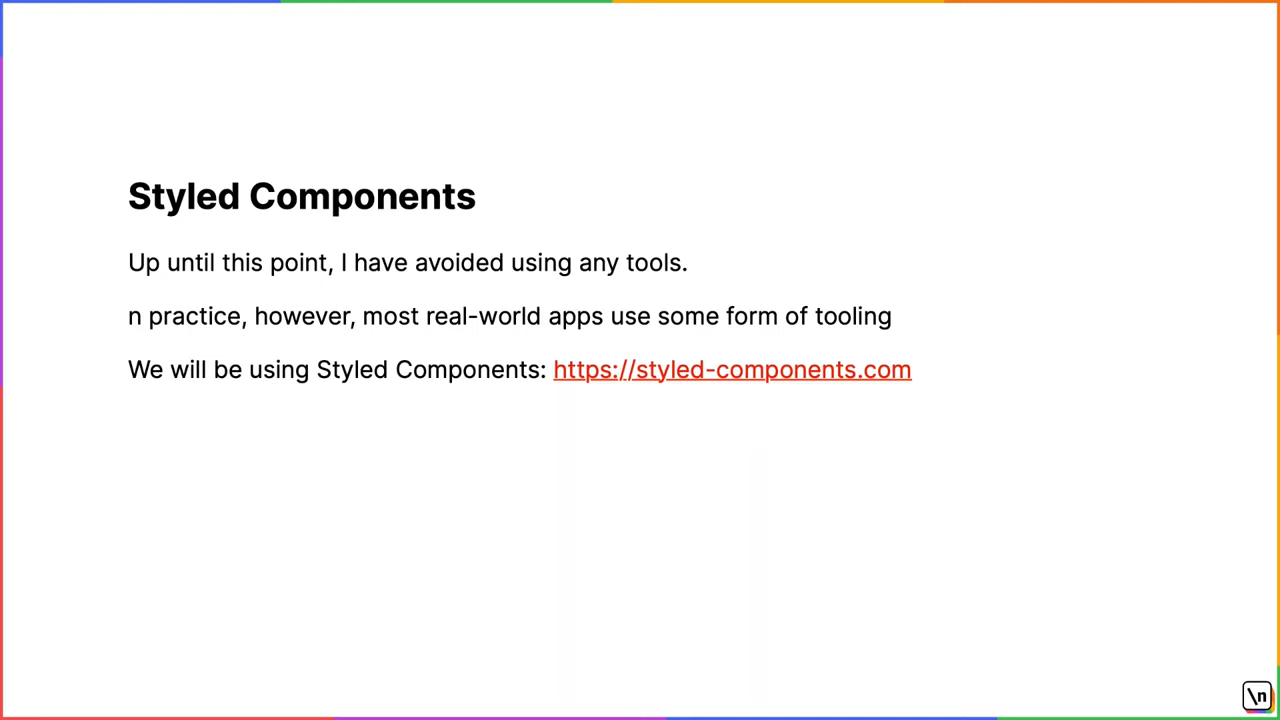 Styled Components
Up until this point, I have avoided using any tools.
n practice, however, most real-world apps use some form of tooling
We will be using Styled Components: https://styled-components.com
\n